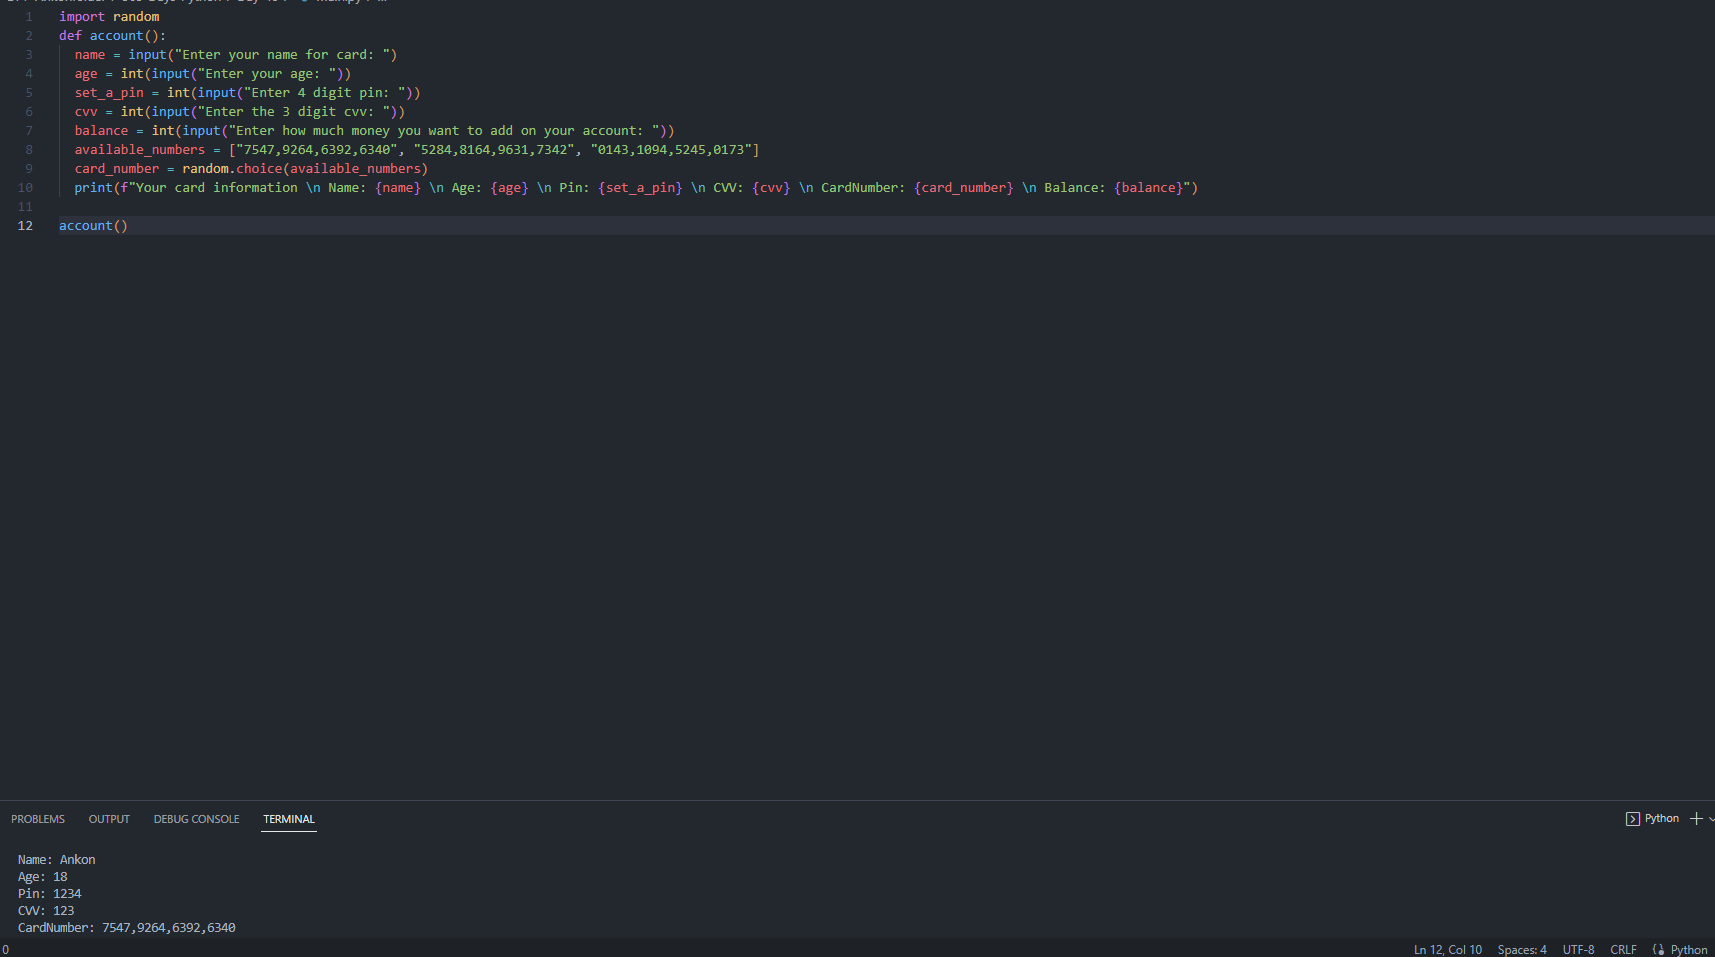 1 import random
2 def account():
3 name = input("Enter your name for card: ")
4 age = int(input("Enter your age: "))
5 set_a_pin = int(input("Enter 4 digit pin: "))
6 cvv = int(input("Enter the 3 digit cvv: "))
7 balance = int(input("Enter how much money you want to add on your account: "))
8 available_numbers = ["7547,9264,6392,6340", "5284,8164,9631,7342", "0143,1094,5245,0173"]
9 card_number = random.choice(available_numbers)
10 print(f"Your card information \n Name: {name} \n Age: {age} \n Pin: {set_a_pin} \n CVV: {cvv} \n CardNumber: {card_number} \n Balance: {balance}")
11
12 account()
PROBLEMS OUTPUT DEBUG CONSOLE TERMINAL Python
Name: Ankon
Age: 18
Pin: 1234
CVV: 123
CardNumber: 7547,9264,6392,6340
0 Ln 12, Col 10 Spaces: 4 UTF-8 CRLF Python